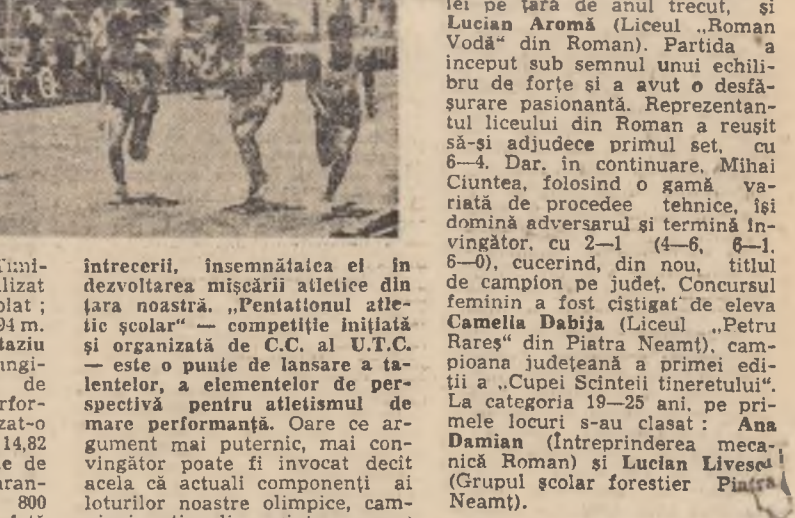 lizat
olat ;
94 m.
de
14,82
e de
800
întrecerii, însemnătatea ei în
dezvoltarea mișcării atletice din
țara noastră. „Pentatlonul atle-
tic școlar“ — competiție inițiată
și organizată de C.C. al U.T.C.
— este o punte de lansare a ta-
lentelor, a elementelor de per-
spectivă pentru atletismul de
mare performanță. Oare ce ar-
gument mai puternic, mai con-
vingător poate fi invocat decît
acela că actuali componenți ai
loturilor noastre olimpice, cam-
lei pe țară de anul trecut, și
Lucian Aromă (Liceul „Roman
Vodă“ din Roman). Partida a
început sub semnul unui echili-
bru de forțe și a avut o desfă-
șurare pasionantă. Reprezentan-
tul liceului din Roman a reușit
să-și adjudece primul set, cu
6—4. Dar, în continuare, Mihai
Ciuntea, folosind o gamă va-
riată de procedee tehnice, își
domină adversarul și termină în-
vingător, cu 2—1 (4—6, 6—1,
6—0), cucerind, din nou, titlul
de campion pe județ. Concursul
feminin a fost cîștigat de eleva
Camelia Dabija (Liceul „Petru
Rareș“ din Piatra Neamț), cam-
pioana județeană a primei edi-
ții a „Cupei Scînteii tineretului“.
La categoria 19—25 ani, pe pri-
mele locuri s-au clasat : Ana
Damian (Întreprinderea meca-
nică Roman) și Lucian Livescu
(Grupul școlar forestier Piatra
Neamț).